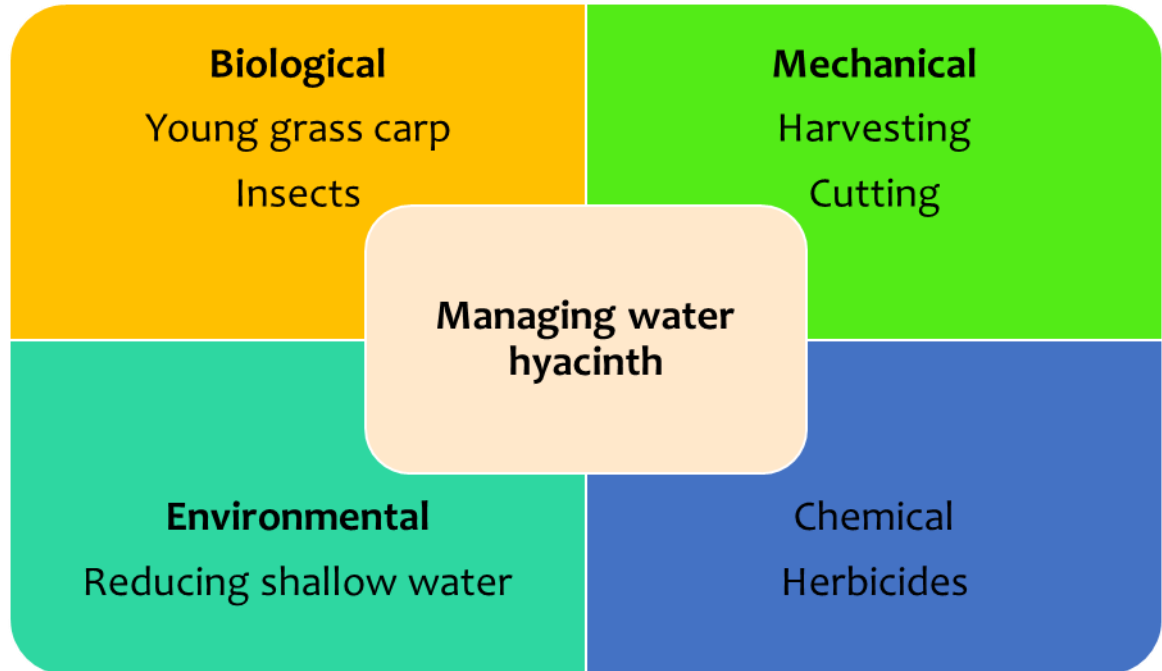 Biological
Young grass carp
Insects
Mechanical
Harvesting
Cutting
Managing water
hyacinth
Environmental
Reducing shallow water
Chemical
Herbicides